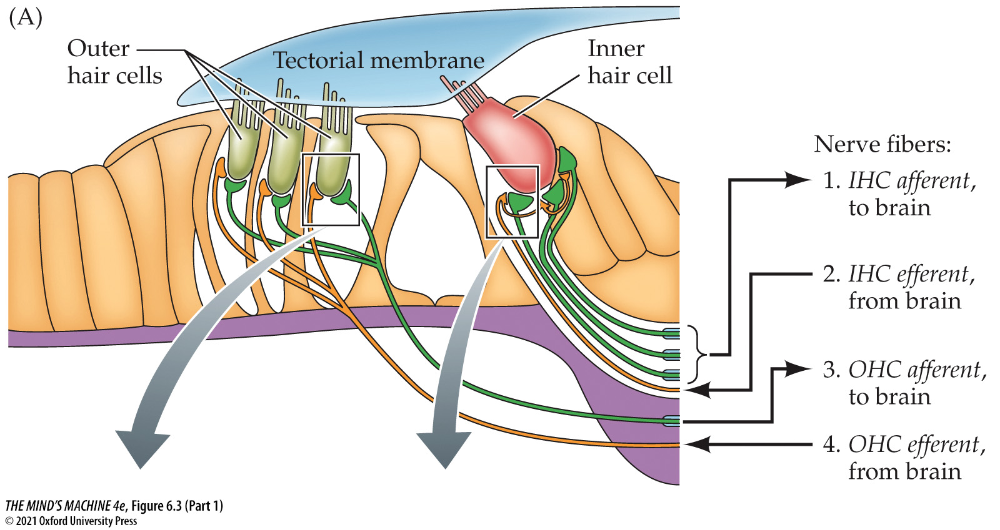 (A)
Outer
hair cells
Tectorial membrane
Inner
hair cell
Nerve fibers:
1. IHC afferent,
to brain
2. IHC efferent,
from brain
3. OHC afferent,
to brain
4. OHC efferent,
from brain
THE MIND'S MACHINE 4e, Figure 6.3 (Part 1)
© 2021 Oxford University Press